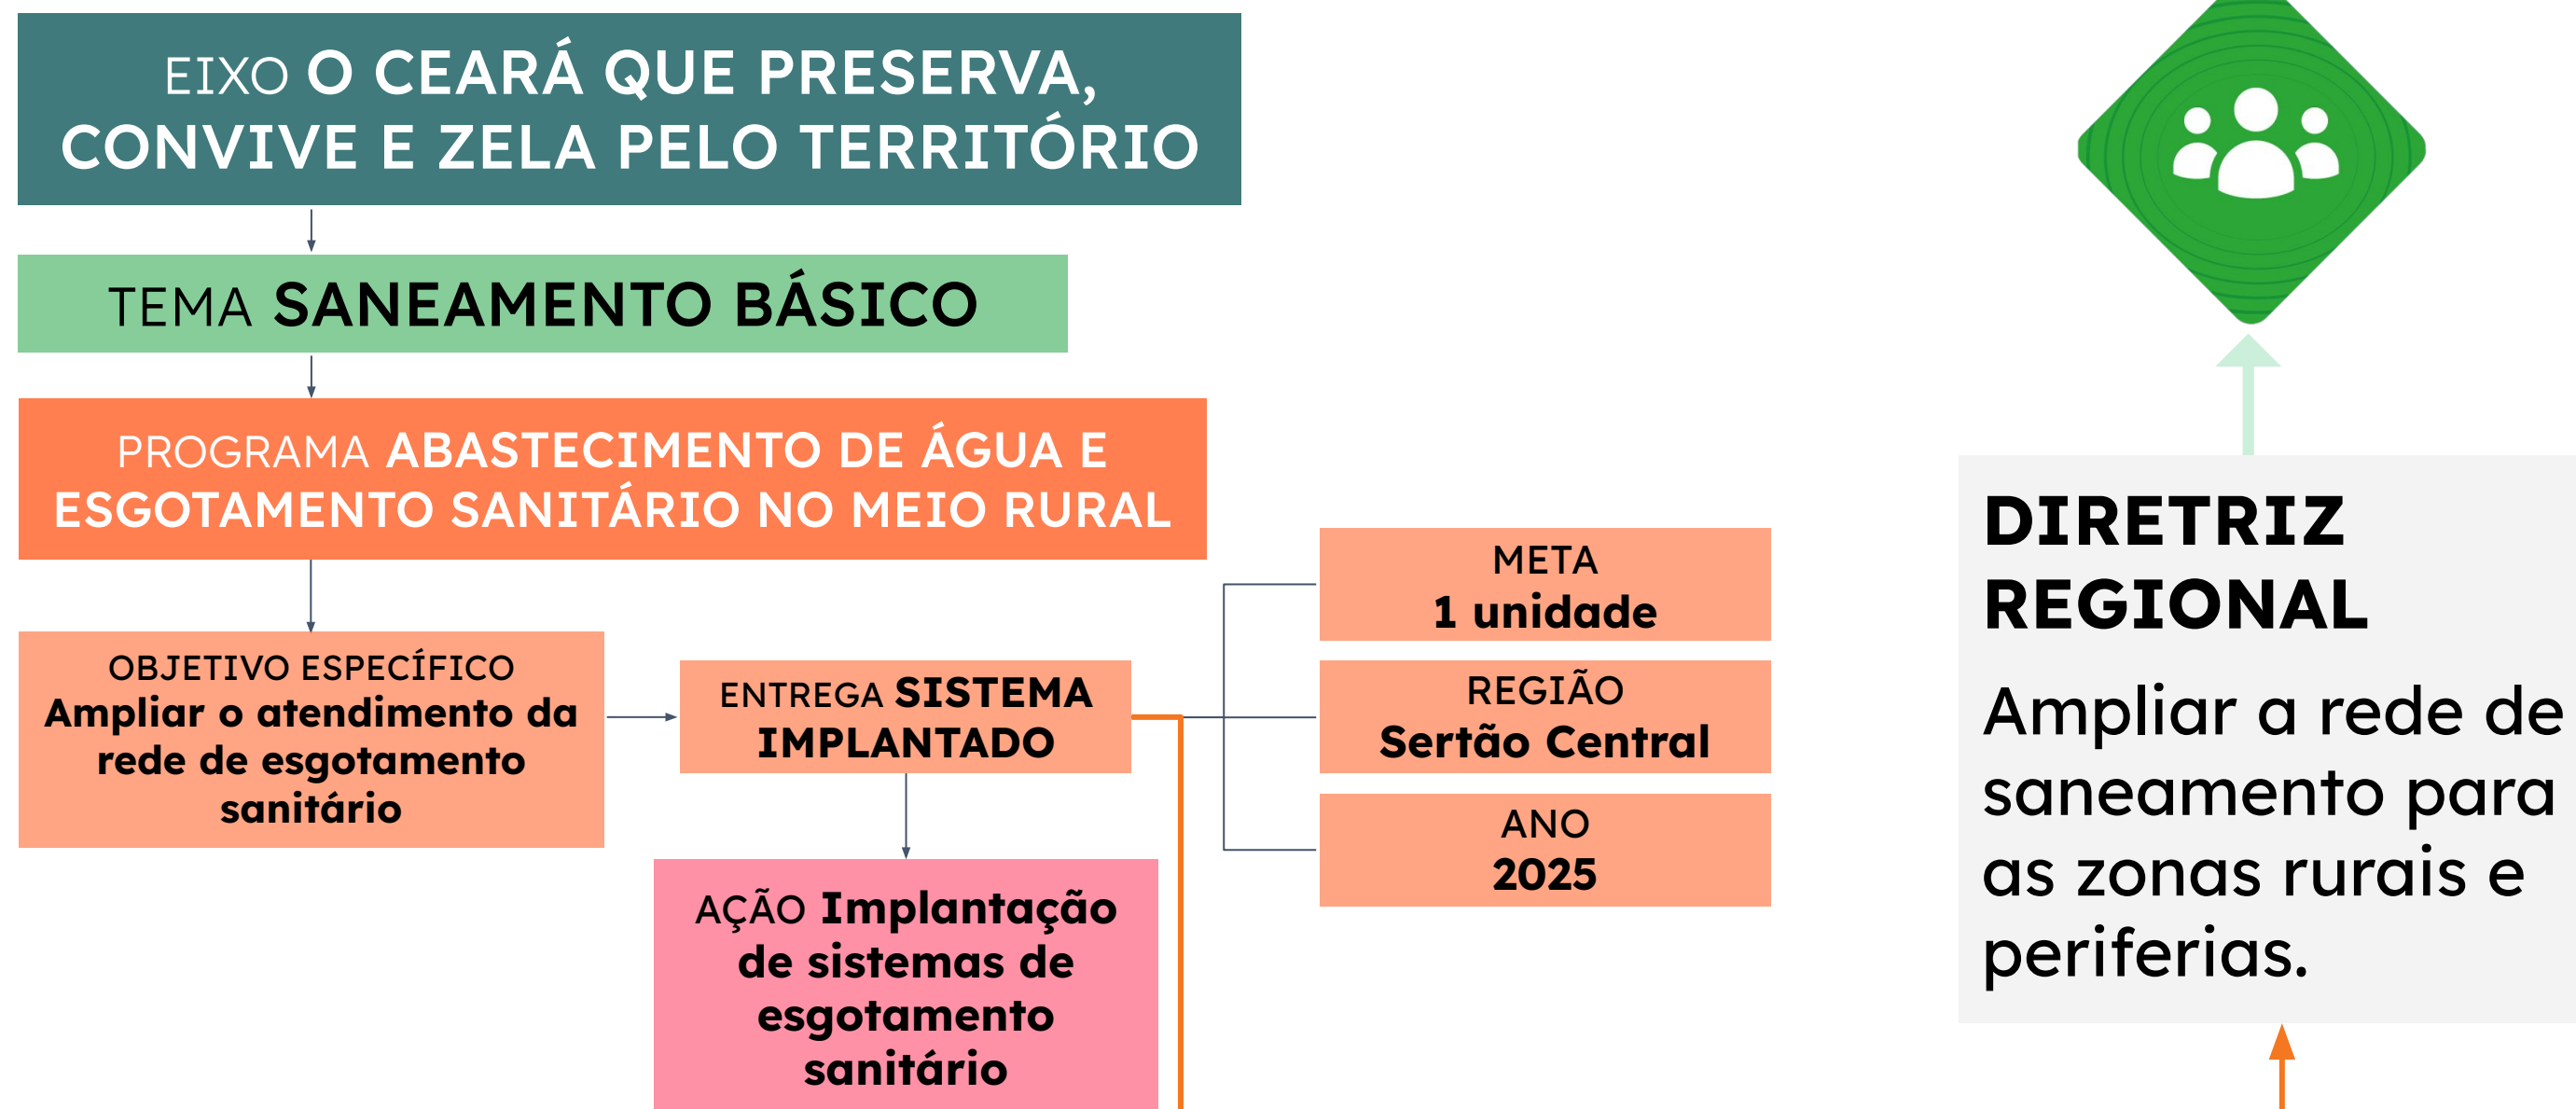 EIXO O CEARÁ QUE PRESERVA,
CONVIVE E ZELA PELO TERRITÓRIO
TEMA SANEAMENTO BÁSICO
PROGRAMA ABASTECIMENTO DE ÁGUA E
ESGOTAMENTO SANITÁRIO NO MEIO RURAL
OBJETIVO ESPECÍFICO
Ampliar o atendimento da
rede de esgotamento
sanitário
ENTREGA SISTEMA
IMPLANTADO
META
1 unidade
REGIÃO
Sertão Central
ANO
2025
AÇÃO Implantação
de sistemas de
esgotamento
sanitário
DIRETRIZ
REGIONAL
Ampliar a rede de
saneamento para
as zonas rurais e
periferias.